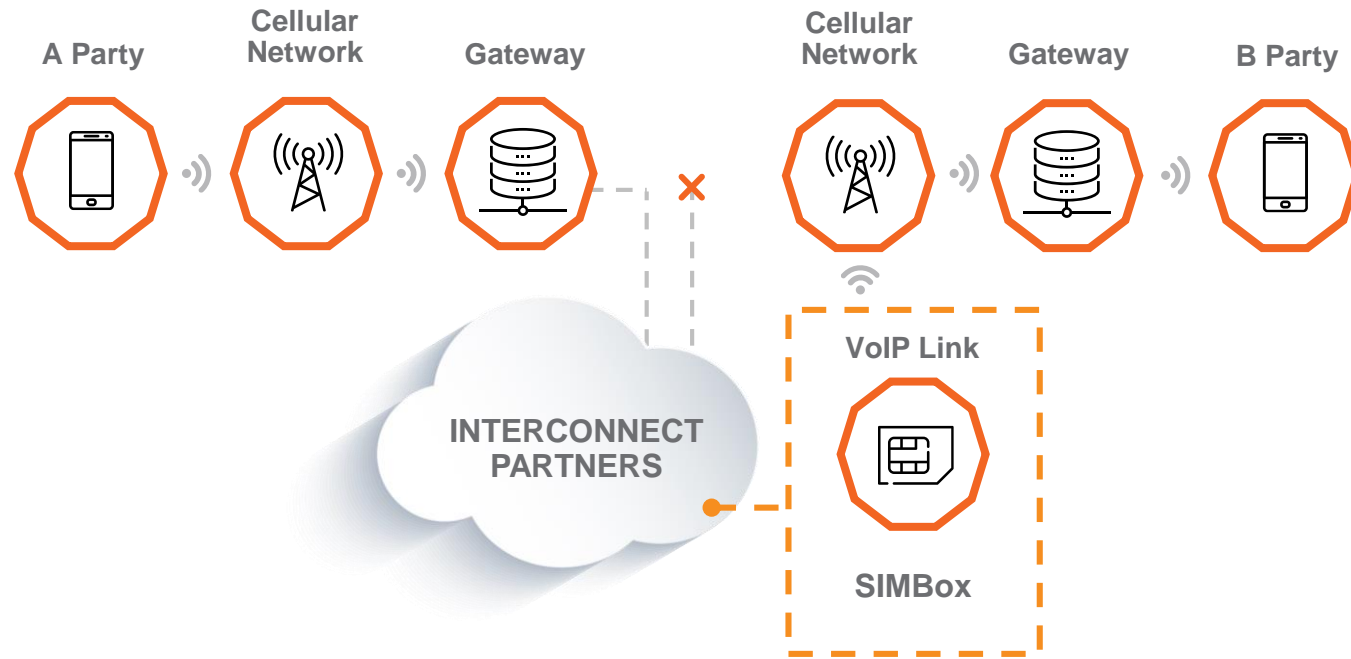 A Party
Cellular
Network
Gateway
Cellular
Network
Gateway
B Party
INTERCONNECT
PARTNERS
VoIP Link
SIMBox